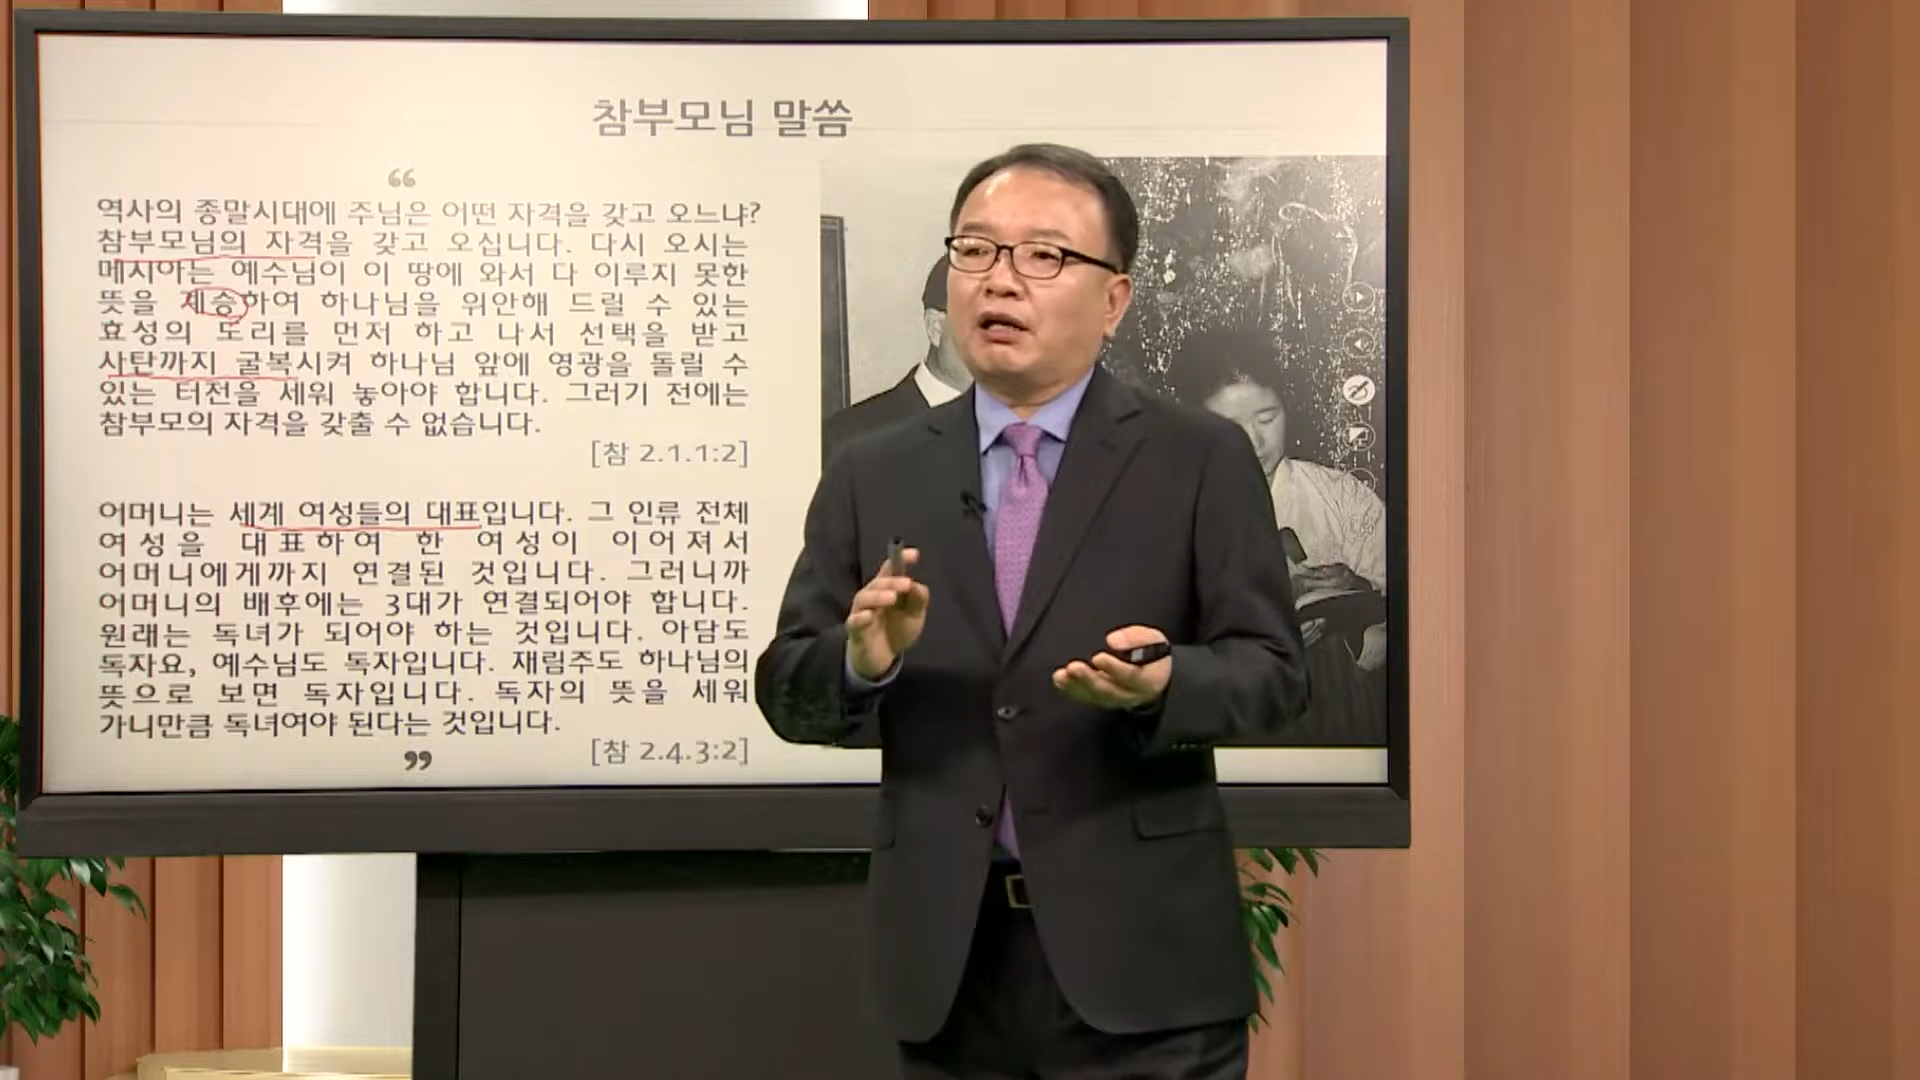 참부모님 말씀
“
역사의 종말시대에 주님은 어떤 자격을 갖고 오느냐?
참부모님의 자격을 갖고 오십니다. 다시 오시는
메시아는 예수님이 이 땅에 와서 다 이루지 못한
뜻을 계승하여 하나님을 위안해 드릴 수 있는
효성의 도리를 먼저 하고 나서 선택을 받고
사탄까지 굴복시켜 하나님 앞에 영광을 돌릴 수
있는 터전을 세워 놓아야 합니다. 그러기 전에는
참부모의 자격을 갖출 수 없습니다.
[참 2.1.1:2]
어머니는 세계 여성들의 대표입니다. 그 인류 전체
여성을 대표하여 한 여성이 이어져서
어머니에게까지 연결된 것입니다. 그러니까
어머니의 배후에는 3대가 연결되어야 합니다.
원래는 독녀가 되어야 하는 것입니다. 아담도
독자요, 예수님도 독자입니다. 재림주도 하나님의
뜻으로 보면 독자입니다. 독자의 뜻을 세워
가니만큼 독녀여야 된다는 것입니다.
”
[참 2.4.3:2]